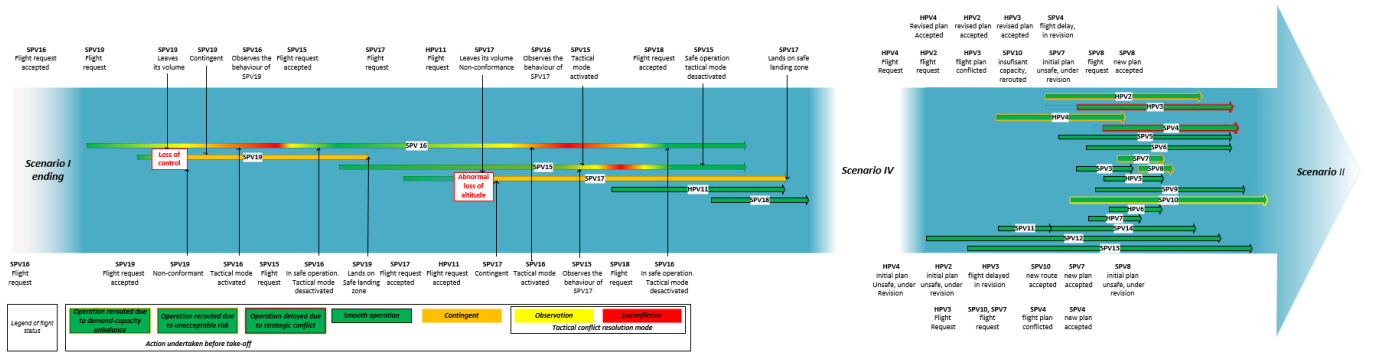 HPV4
Revised plan
Accepted
HPV2
revised plan
accepted
HPV3
revised plan
accepted
SPV4
flight delay,
in revision
SPV16
Flight request
accepted
SPV19
Flight
request
SPV19
Leaves
its volume
SPV19
Contingent
SPV16
Observes the
behaviour of
SPV19
SPV15
Flight request
accepted
SPV17
Flight
request
HPV11
Flight
request
SPV17
Leaves its volume
Non-conformance
SPV16
Observes the
behaviour of
SPV17
SPV15
Tactical
mode
activated
SPV18
Flight request
accepted
SPV15
Safe operation
tactical mode
desactivated
SPV17
Lands on safe
landing zone
HPV4
Flight
Request
HPV2
flight
request
HPV3
flight plan
conflicted
SPV10
insufisant
capacity,
rerouted
SPV7
initial plan
unsafe, under
revision
SPV8
flight
request
SPV8
new plan
accepted
Scenario I
ending
Loss of
control
SPV 16
SPV19
SPV15
Abnormal
loss of
altitude
SPV17
HPV11
SPV18
Scenario IV
HPV2
HPV3
HPV4
SPV4
SPV5
SPV6
SPV7
SPV3
SPV8
HPV5
SPV9
SPV10
HPV6
HPV7
SPV11
SPV14
SPV12
SPV13
Scenario II
SPV16
Flight
request
SPV19
Flight request
accepted
SPV19
Non-conformant
SPV16
Tactical mode
activated
SPV15
Flight
request
SPV16
In safe operation.
Tactical mode
desactivated
SPV19
Lands on
Safe landing
zone
SPV17
Flight request
accepted
HPV11
Flight request
accepted
SPV17
Contingent
SPV16
Tactical mode
activated
SPV15
Observes the
behaviour of
SPV17
SPV18
Flight
request
SPV16
In safe operation.
Tactical mode
desactivated
HPV4
Initial plan
Unsafe, under
Revision
HPV2
initial plan
unsafe, under
revision
HPV3
flight delayed
in revision
SPV10
new route
accepted
SPV7
new plan
accepted
SPV8
initial plan
unsafe, under
revision
HPV3
Flight
Request
SPV10, SPV7
flight
request
SPV4
flight plan
conflicted
SPV4
new plan
accepted
Legend of flight
status
Operation rerouted due
to demand-capacity
unbalance
Operation rerouted due
to unacceptable risk
Operation delayed due
to strategic conflict
Smooth operation
Contingent
Observation
Deconfliction
Tactical conflict resolution mode
Action undertaken before take-off